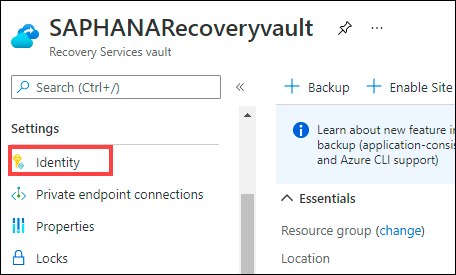 SAPHANARecoveryvault
Recovery Services vault
Search (Ctrl+/)
Backup
Enable Site
Settings
Identity
Private endpoint connections
Properties
Locks
Learn about new feature in
backup (application-consis
and Azure CLI support)
Essentials
Resource group (change)
Location